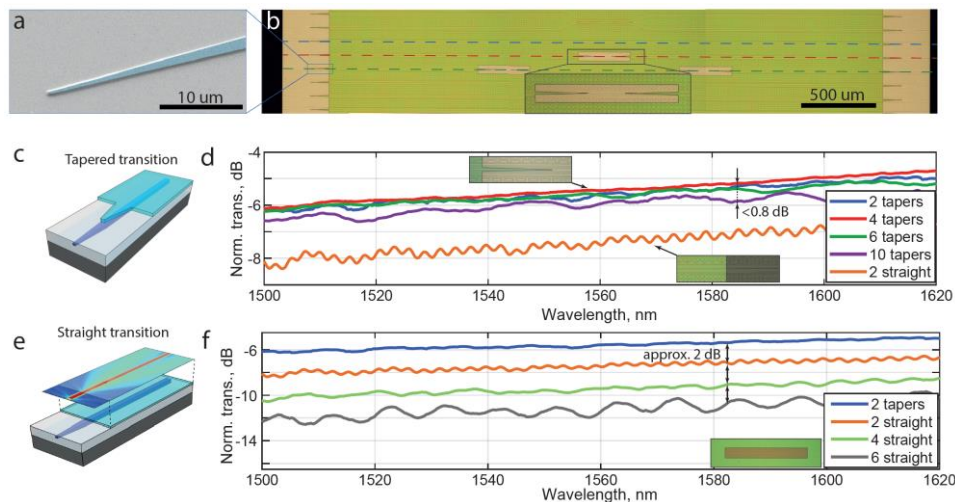 a
10 um
b
500 um
c
Tapered transition
d
Norm. trans., dB
-4
-6
-8
<0.8 dB
2 tapers
4 tapers
6 tapers
10 tapers
2 straight
1500
1520
1540
1560
1580
1600
1620
Wavelength, nm
e
Straight transition
f
Norm. trans., dB
-6
-10
-14
approx. 2 dB
2 tapers
2 straight
4 straight
6 straight
1500
1520
1540
1560
1580
1600
1620
Wavelength, nm